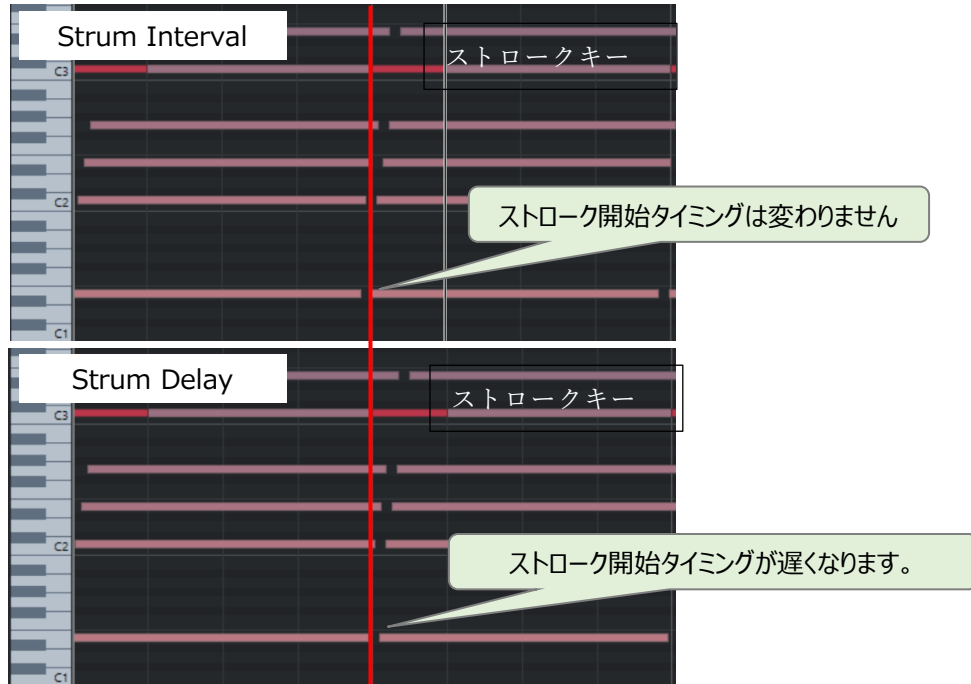 Strum Interval
ストロークキー
C3
C2
ストローク開始タイミングは変わりません
C1
Strum Delay
ストロークキー
C3
C2
ストローク開始タイミングが遅くなります。
C1